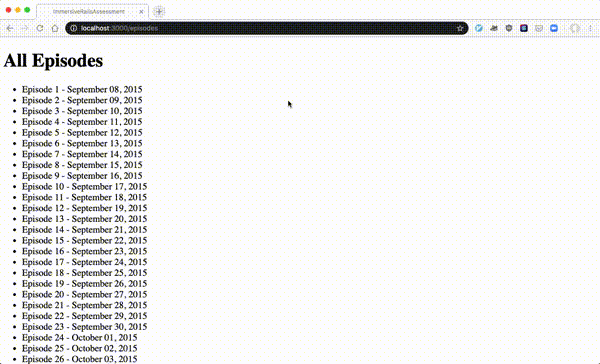 ImmersiveRailsAssessment
localhost:3000/episodes
All Episodes
• Episode 1 - September 08, 2015
• Episode 2 - September 09, 2015
• Episode 3 - September 10, 2015
• Episode 4 - September 11, 2015
• Episode 5 - September 12, 2015
• Episode 6 - September 13, 2015
• Episode 7 - September 14, 2015
• Episode 8 - September 15, 2015
• Episode 9 - September 16, 2015
• Episode 10 - September 17, 2015
• Episode 11 - September 18, 2015
• Episode 12 - September 19, 2015
• Episode 13 - September 20, 2015
• Episode 14 - September 21, 2015
• Episode 15 - September 22, 2015
• Episode 16 - September 23, 2015
• Episode 17 - September 24, 2015
• Episode 18 - September 25, 2015
• Episode 19 - September 26, 2015
• Episode 20 - September 27, 2015
• Episode 21 - September 28, 2015
• Episode 22 - September 29, 2015
• Episode 23 - September 30, 2015
• Episode 24 - October 01, 2015
• Episode 25 - October 02, 2015
• Episode 26 - October 03, 2015